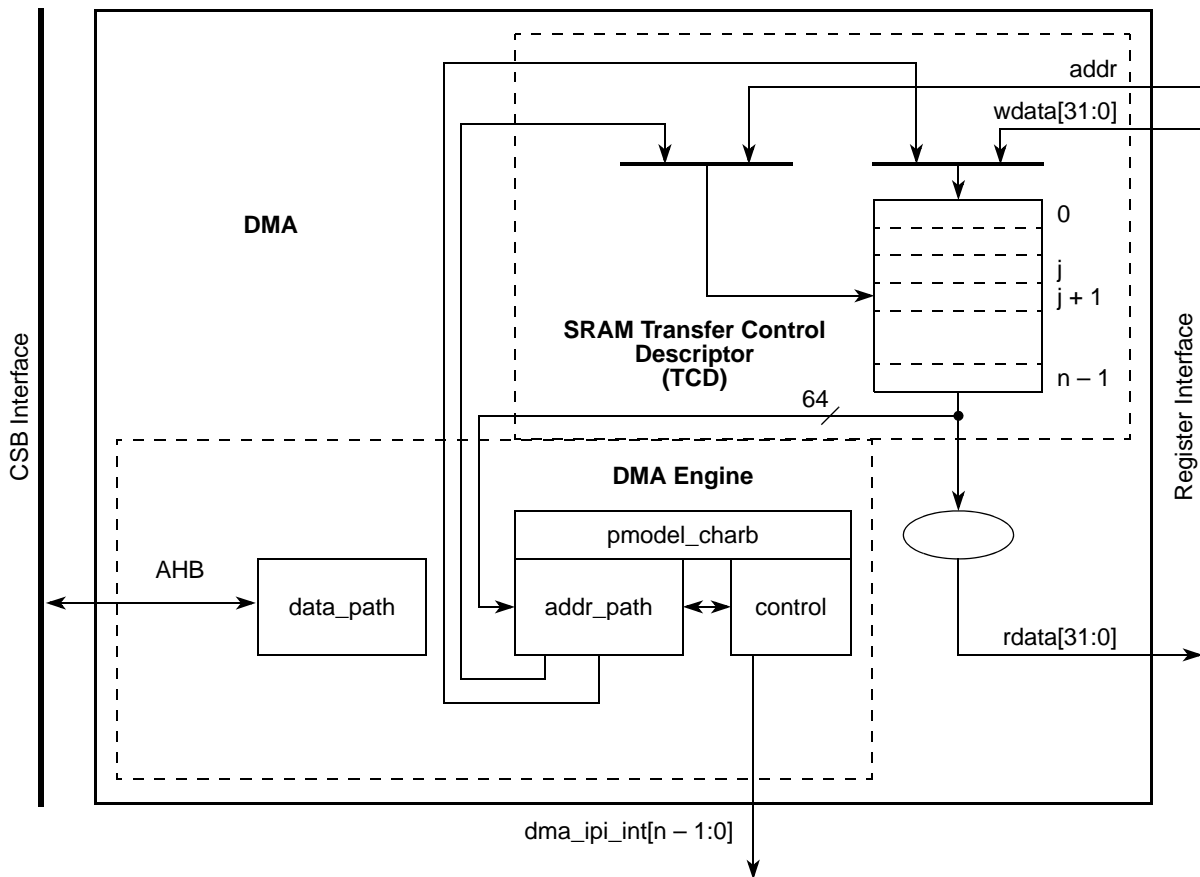 addr
wdata[31:0]
DMA
0
j
j + 1
n – 1
SRAM Transfer Control
Descriptor
(TCD)
64
CSB Interface
Register Interface
DMA Engine
pmodel_charb
AHB
data_path
addr_path
control
rdata[31:0]
dma_ipi_int[n – 1:0]